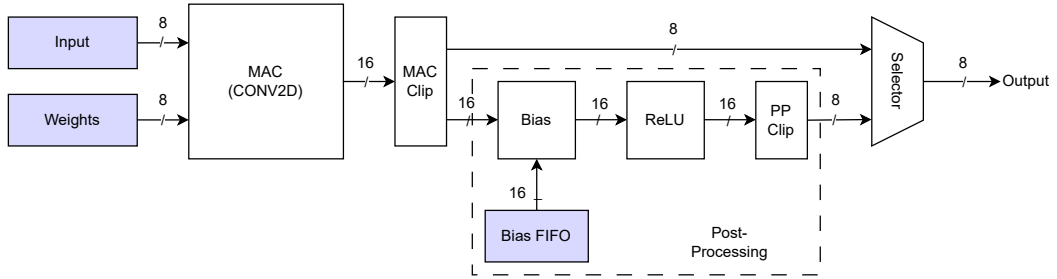 8
Input
8
Weights
MAC
(CONV2D)
16
MAC
Clip
8
16
Bias
16
ReLU
16
PP
Clip
8
16
Bias FIFO
Post-
Processing
Selector
8
Output